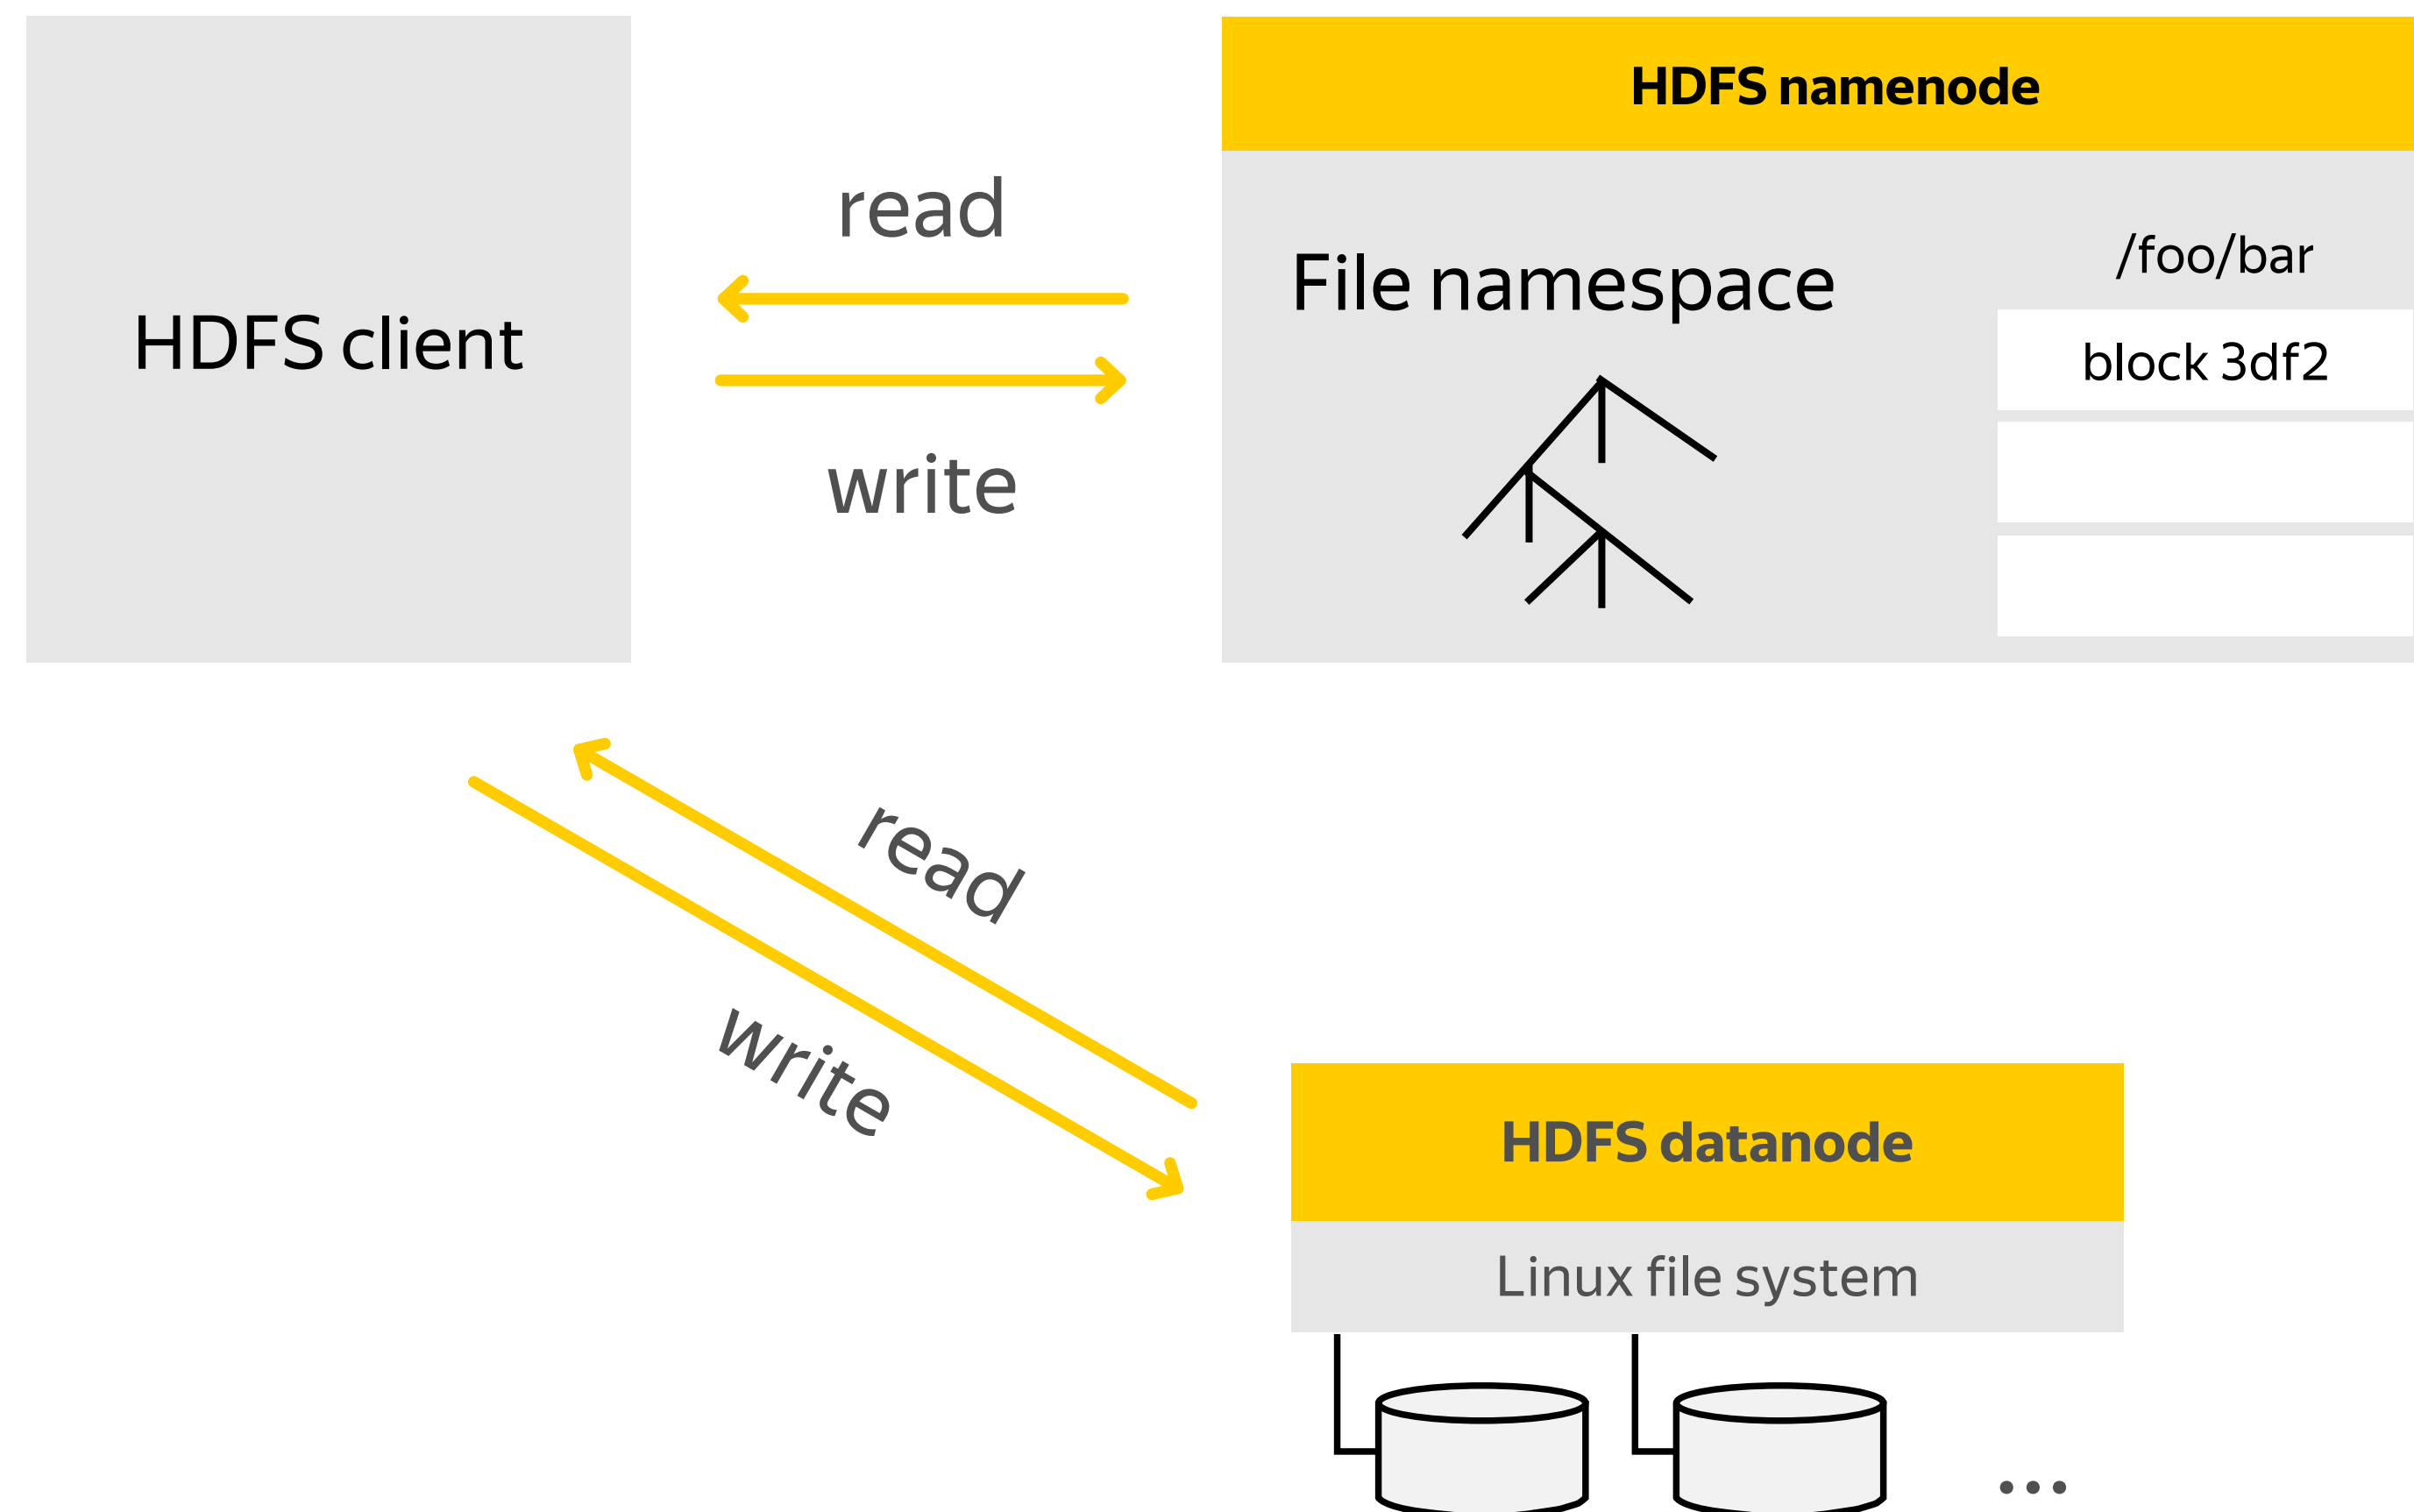 HDFS namenode
read
/foo/bar
File namespace
HDFS client
block 3df2
write
read
write
HDFS datanode
Linux file system
...